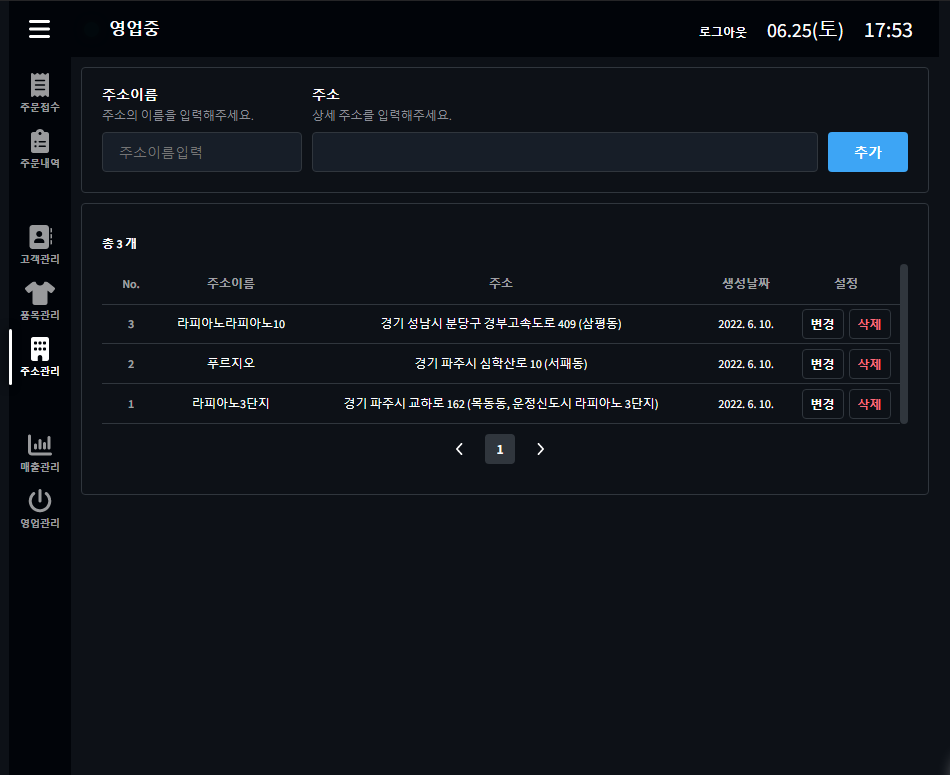 영업중
로그아웃 06.25(토) 17:53
주문접수
주문내역
고객관리
품목관리
주소관리
매출관리
영업관리
주소이름 주소
주소의 이름을 입력해주세요. 상세 주소를 입력해주세요.
주소이름입력 추가
총 3 개
No. 주소이름 주소 생성날짜 설정
3 라피아노라피아노10 경기 성남시 분당구 경부고속도로 409 (삼평동) 2022. 6. 10. 변경 삭제
2 푸르지오 경기 파주시 심학산로 10 (서패동) 2022. 6. 10. 변경 삭제
1 라피아노3단지 경기 파주시 교하로 162 (목동동, 운정신도시 라피아노 3단지) 2022. 6. 10. 변경 삭제
1